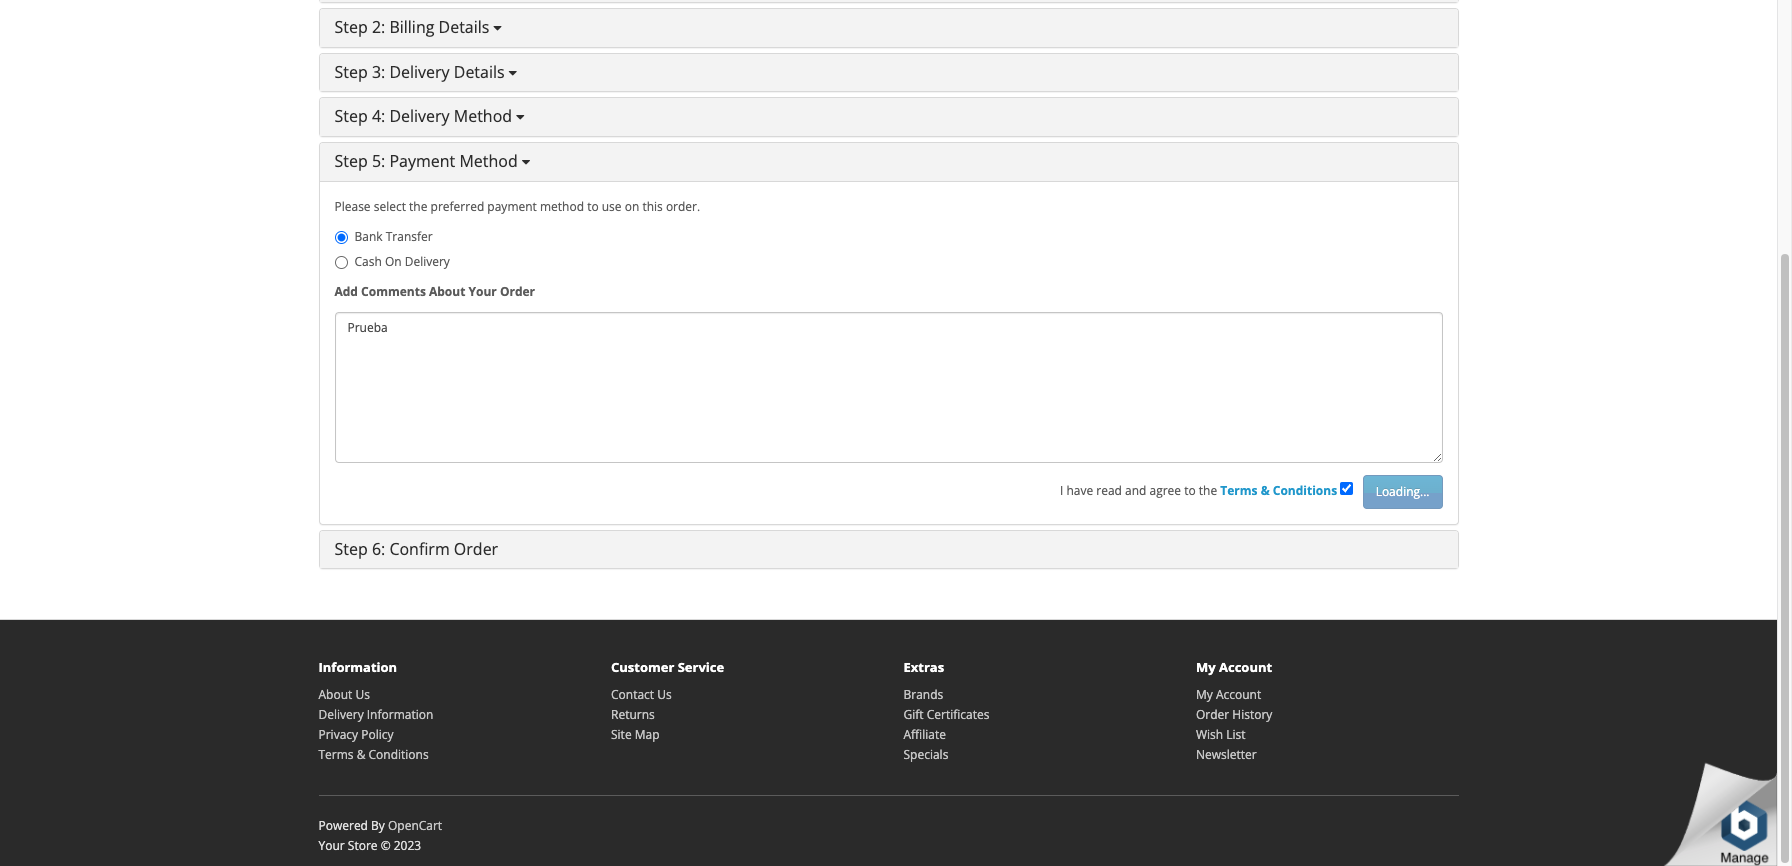 Step 2: Billing Details
Step 3: Delivery Details
Step 4: Delivery Method
Step 5: Payment Method
Please select the preferred payment method to use on this order.
Bank Transfer
Cash On Delivery
Add Comments About Your Order
Prueba
I have read and agree to the Terms & Conditions
Loading...
Step 6: Confirm Order
Information
About Us
Delivery Information
Privacy Policy
Terms & Conditions
Customer Service
Contact Us
Returns
Site Map
Extras
Brands
Gift Certificates
Affiliate
Specials
My Account
My Account
Order History
Wish List
Newsletter
Powered By OpenCart
Your Store © 2023
b
Manage